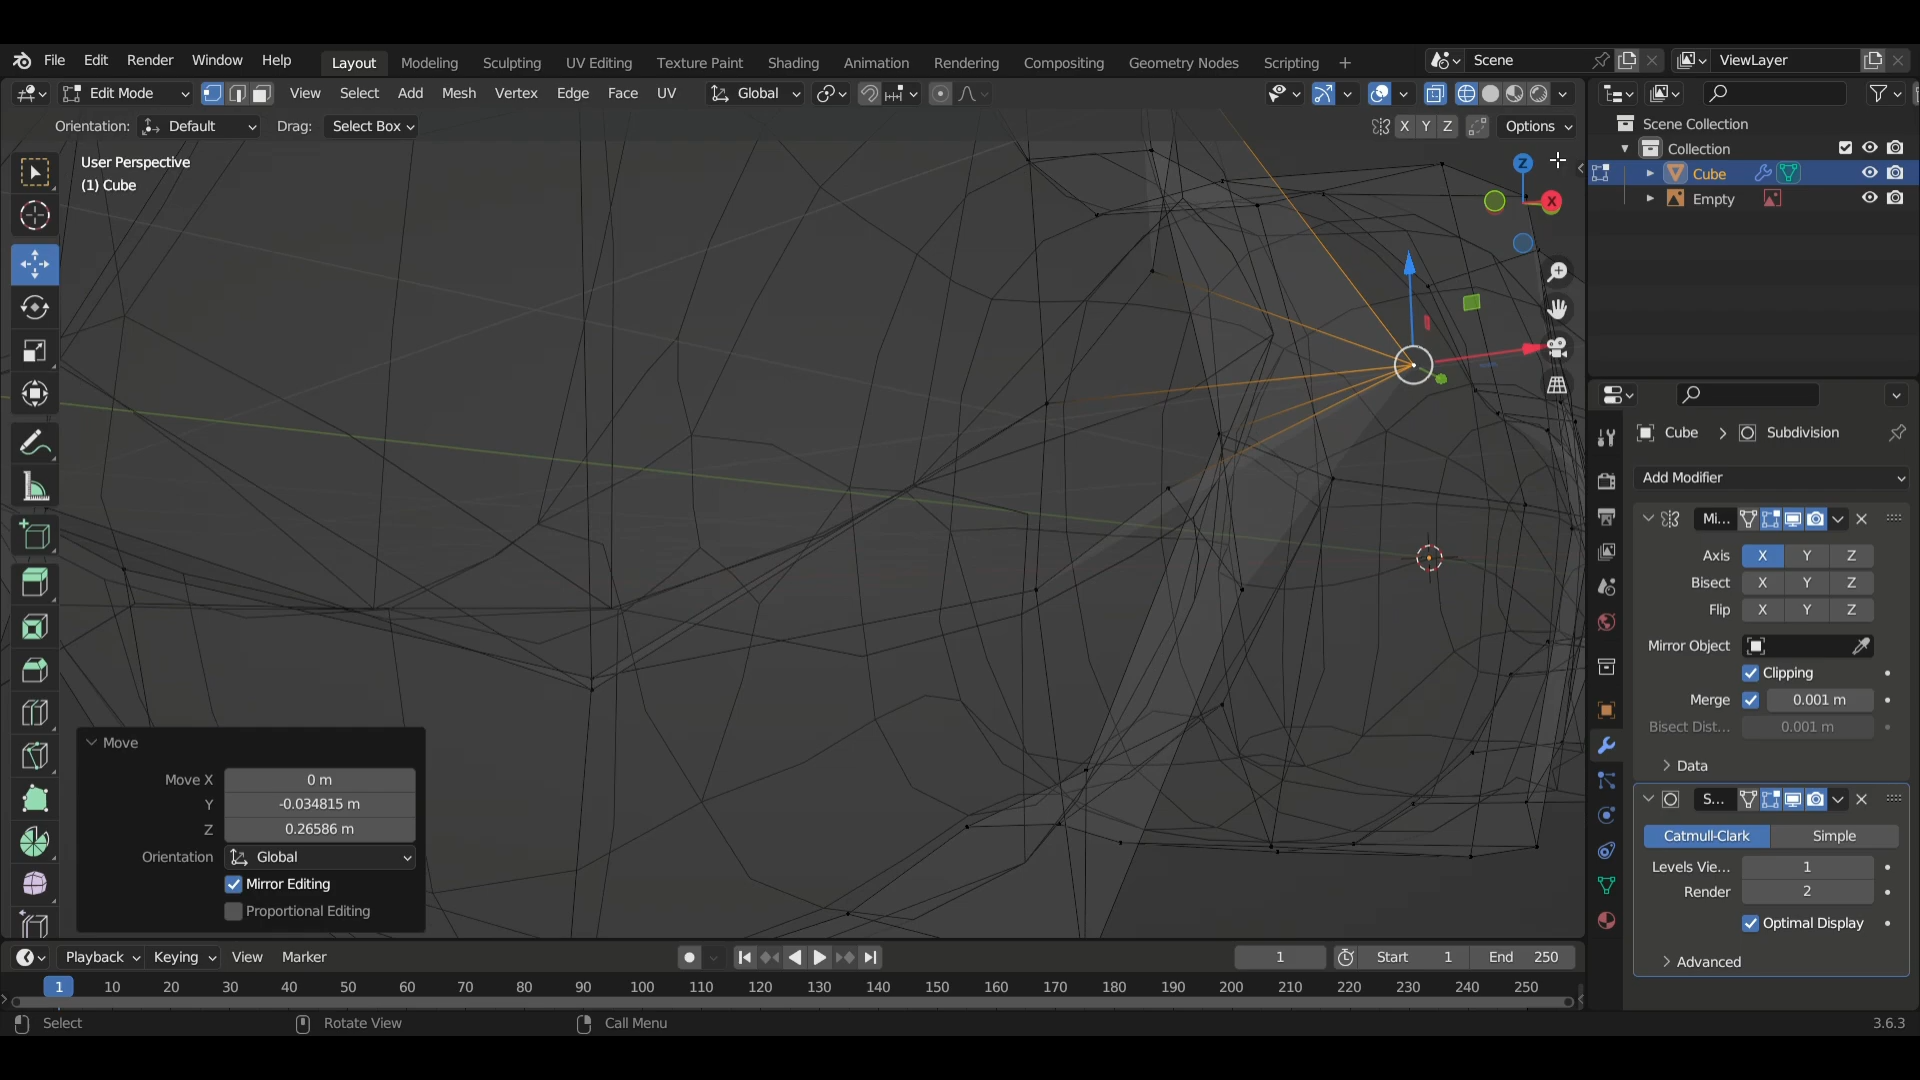 File Edit Render Window Help Layout Modeling Sculpting UV Editing Texture Paint Shading Animation Rendering Compositing Geometry Nodes Scripting + Scene ViewLayer
Edit Mode View Select Add Mesh Vertex Edge Face UV Global
Orientation: Default Drag: Select Box X Y Z Options
User Perspective
(1) Cube
Z
X
Scene Collection
Collection
Cube
Empty
Cube > Subdivision
Add Modifier
Mi...
Axis X Y Z
Bisect X Y Z
Flip X Y Z
Mirror Object
Clipping
Merge 0.001 m
Bisect Dist... 0.001 m
Data
S...
Catmull-Clark Simple
Levels Vie... 1
Render 2
Optimal Display
Advanced
Move
Move X 0 m
Y -0.034815 m
Z 0.26586 m
Orientation Global
Mirror Editing
Proportional Editing
Playback Keying View Marker 1 Start 1 End 250
1 10 20 30 40 50 60 70 80 90 100 110 120 130 140 150 160 170 180 190 200 210 220 230 240 250
Select Rotate View Call Menu 3.6.3